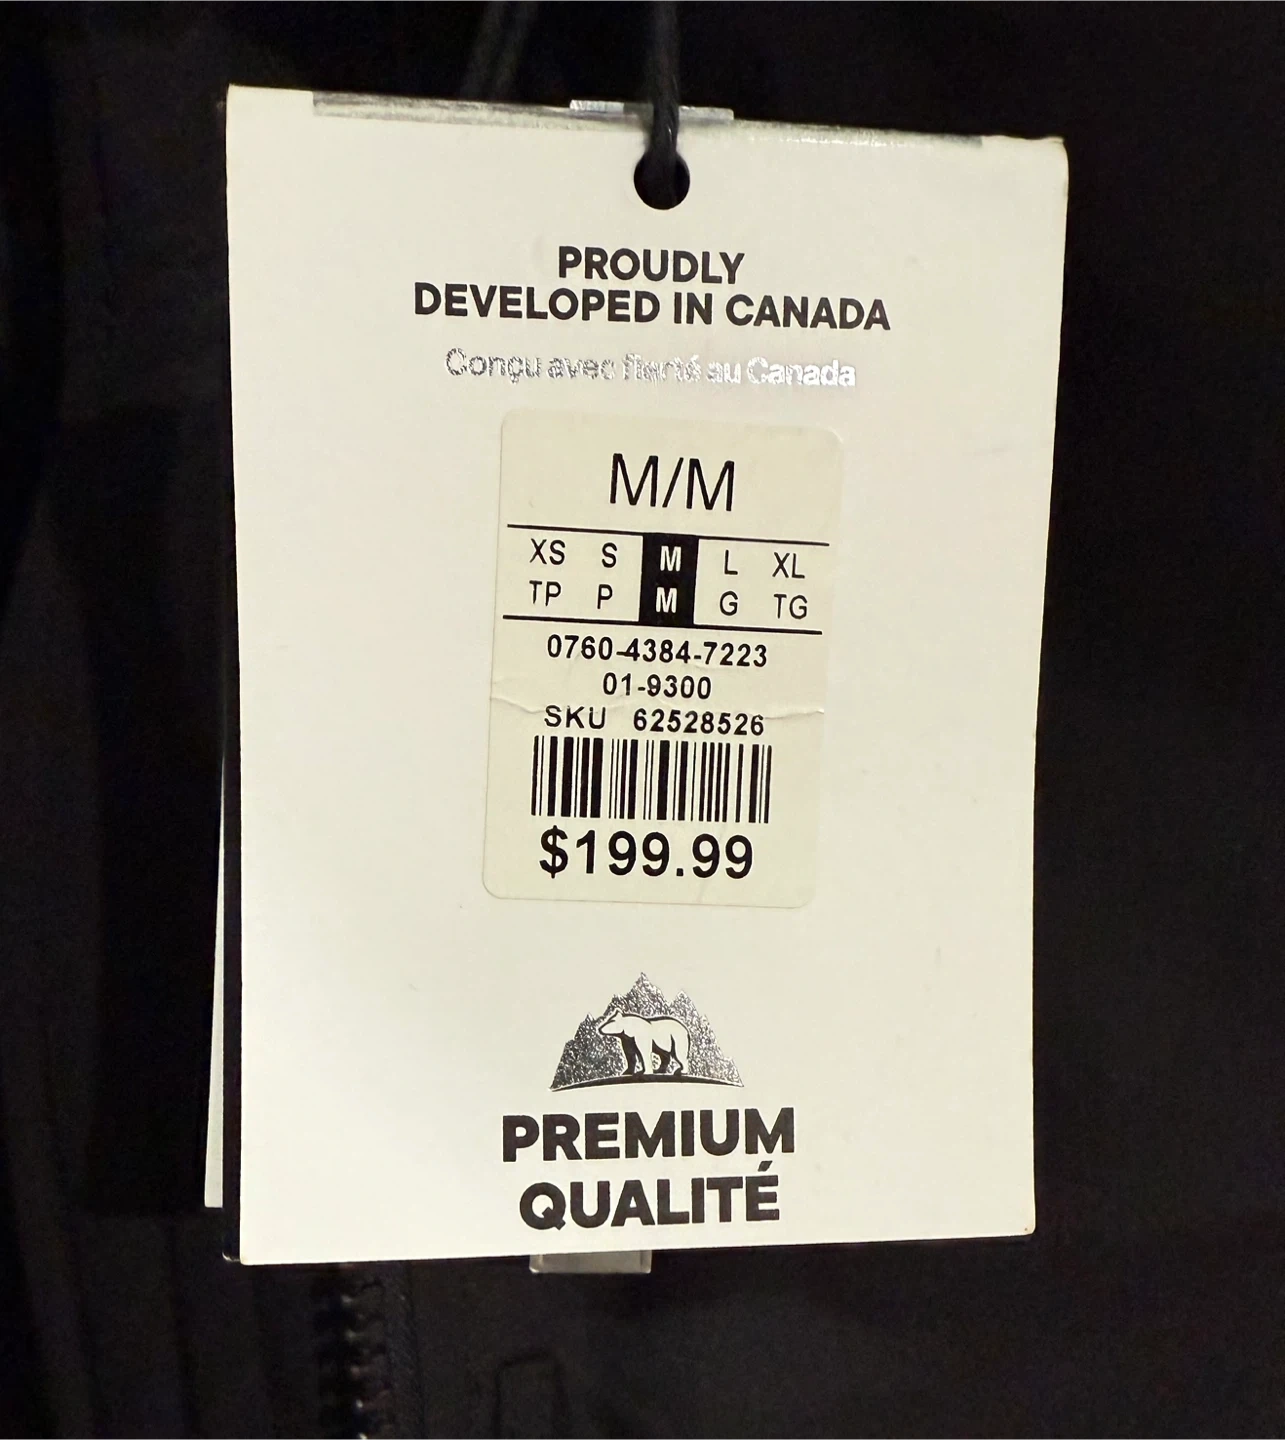 PROUDLY
DEVELOPED IN CANADA
Conçu avec fierté au Canada
M/M
XS S M L XL
TP P M G TG
0760-4384-7223
01-9300
SKU 62528526
$199.99
PREMIUM
QUALITÉ